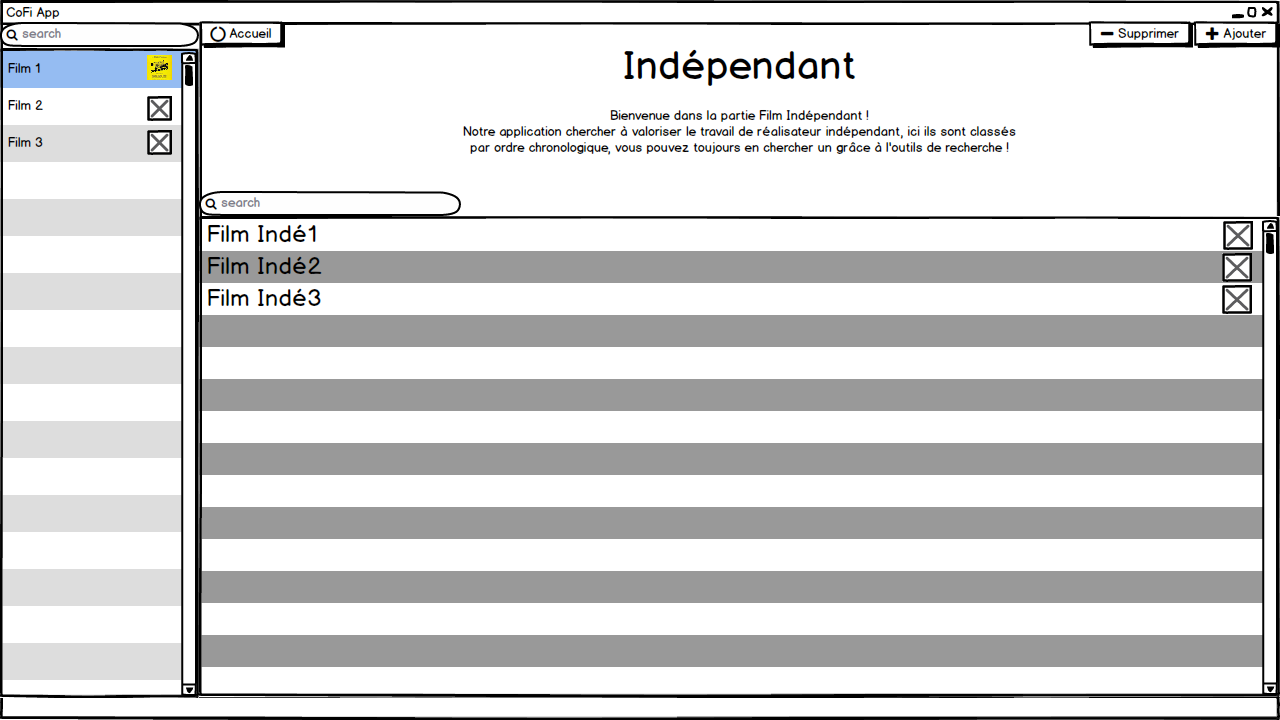 CoFi App
search
Accueil
Supprimer
Ajouter
Film 1
Film 2
Film 3
Indépendant
Bienvenue dans la partie Film Indépendant !
Notre application chercher à valoriser le travail de réalisateur indépendant, ici ils sont classés
par ordre chronologique, vous pouvez toujours en chercher un grâce à l'outils de recherche !
search
Film Indé1
Film Indé2
Film Indé3